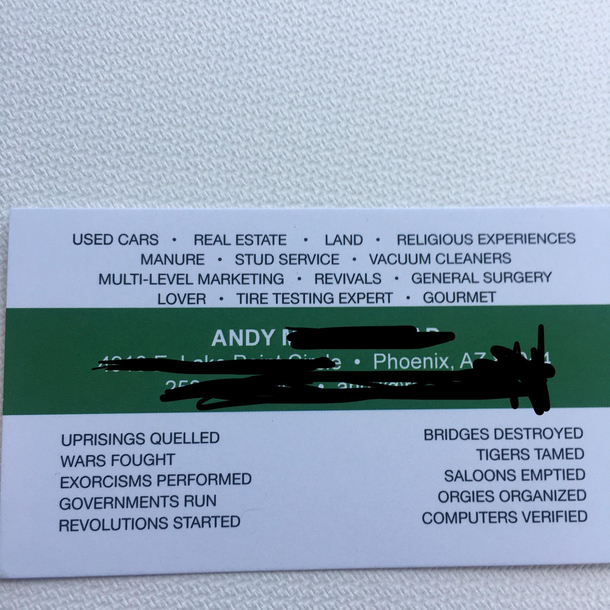 USED CARS • REAL ESTATE • LAND • RELIGIOUS EXPERIENCES
MANURE • STUD SERVICE • VACUUM CLEANERS
MULTI-LEVEL MARKETING • REVIVALS • GENERAL SURGERY
LOVER • TIRE TESTING EXPERT • GOURMET
ANDY
• Phoenix, AZ
•
UPRISINGS QUELLED
WARS FOUGHT
EXORCISMS PERFORMED
GOVERNMENTS RUN
REVOLUTIONS STARTED
BRIDGES DESTROYED
TIGERS TAMED
SALOONS EMPTIED
ORGIES ORGANIZED
COMPUTERS VERIFIED